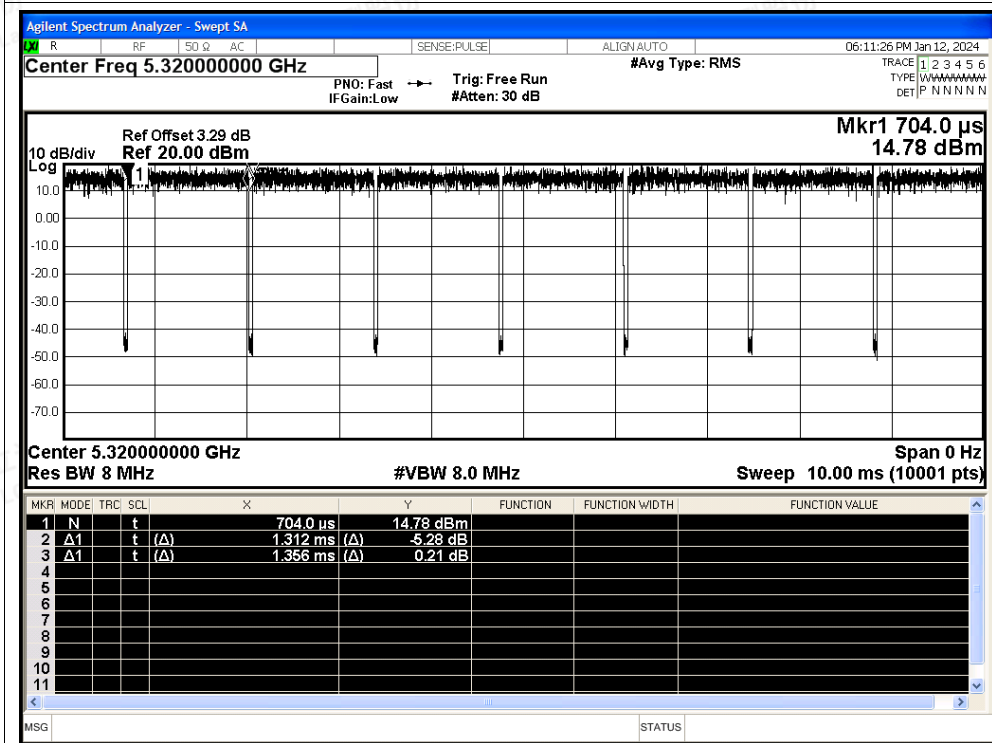 Agilent Spectrum Analyzer - Swept SA
LXI R RF 50 Ω AC SENSE:PULSE ALIGN AUTO 06:11:26 PM Jan 12, 2024
Center Freq 5.320000000 GHz #Avg Type: RMS TRACE 1 2 3 4 5 6
PNO: Fast Trig: Free Run TYPE W
IFGain:Low #Atten: 30 dB DET P N N N N N
Mkr1 704.0 µs
Ref Offset 3.29 dB
10 dB/div Ref 20.00 dBm 14.78 dBm
Log
1
10.0
0.00
-10.0
-20.0
-30.0
-40.0
-50.0
-60.0
-70.0
Center 5.320000000 GHz Span 0 Hz
Res BW 8 MHz #VBW 8.0 MHz Sweep 10.00 ms (10001 pts)
MKR MODE TRC SCL X Y FUNCTION FUNCTION WIDTH FUNCTION VALUE
1 N t 704.0 µs 14.78 dBm
2 Δ1 t (Δ) 1.312 ms (Δ) -5.28 dB
3 Δ1 t (Δ) 1.356 ms (Δ) 0.21 dB
4
5
6
7
8
9
10
11
MSG STATUS